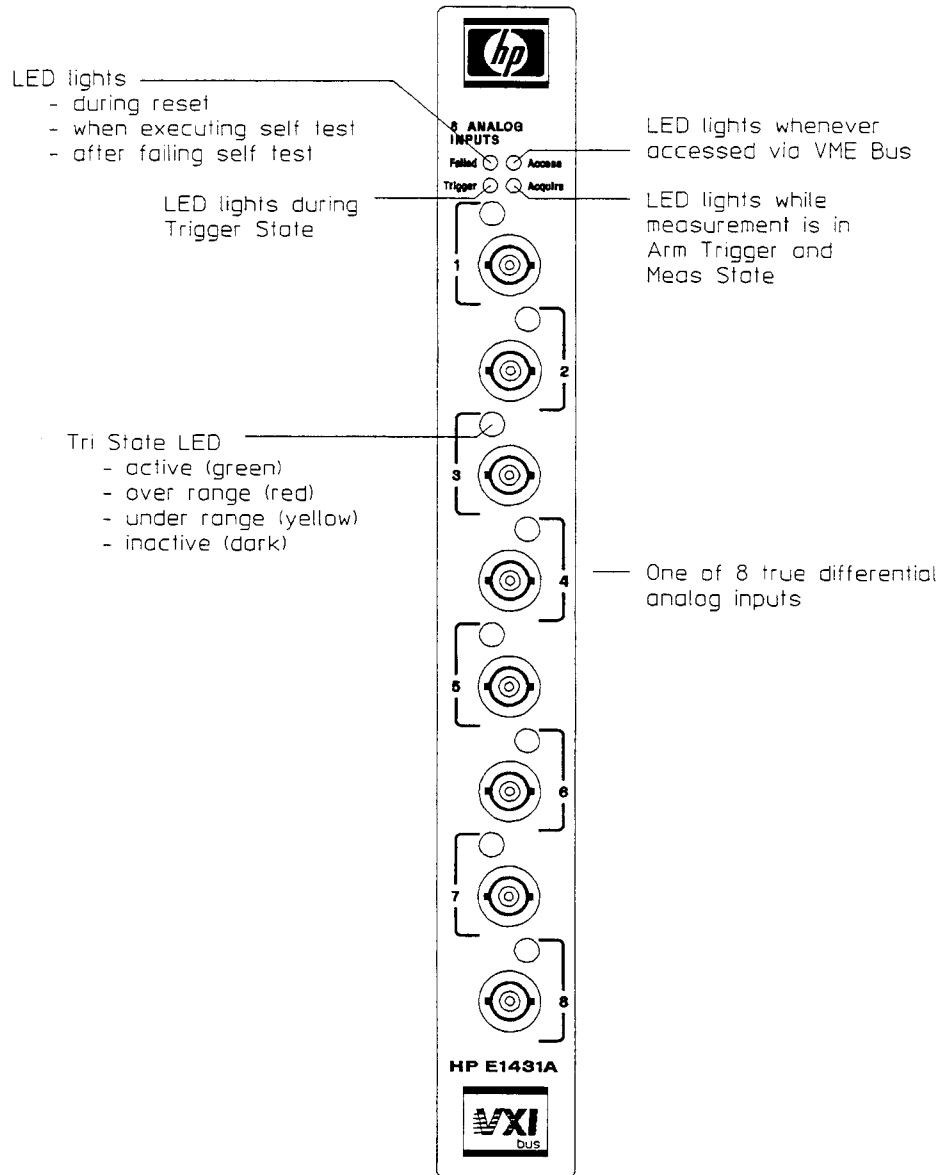 hp
LED lights
- during reset
- when executing self test
- after failing self test
8 ANALOG
INPUTS
Failed
Access
Trigger
Acquire
LED lights whenever
accessed via VME Bus
LED lights during
Trigger State
LED lights while
measurement is in
Arm Trigger and
Meas State
1
2
Tri State LED
- active (green)
- over range (red)
- under range (yellow)
- inactive (dark)
3
4
One of 8 true differential
analog inputs
5
6
7
8
HP E1431A
VXI
bus